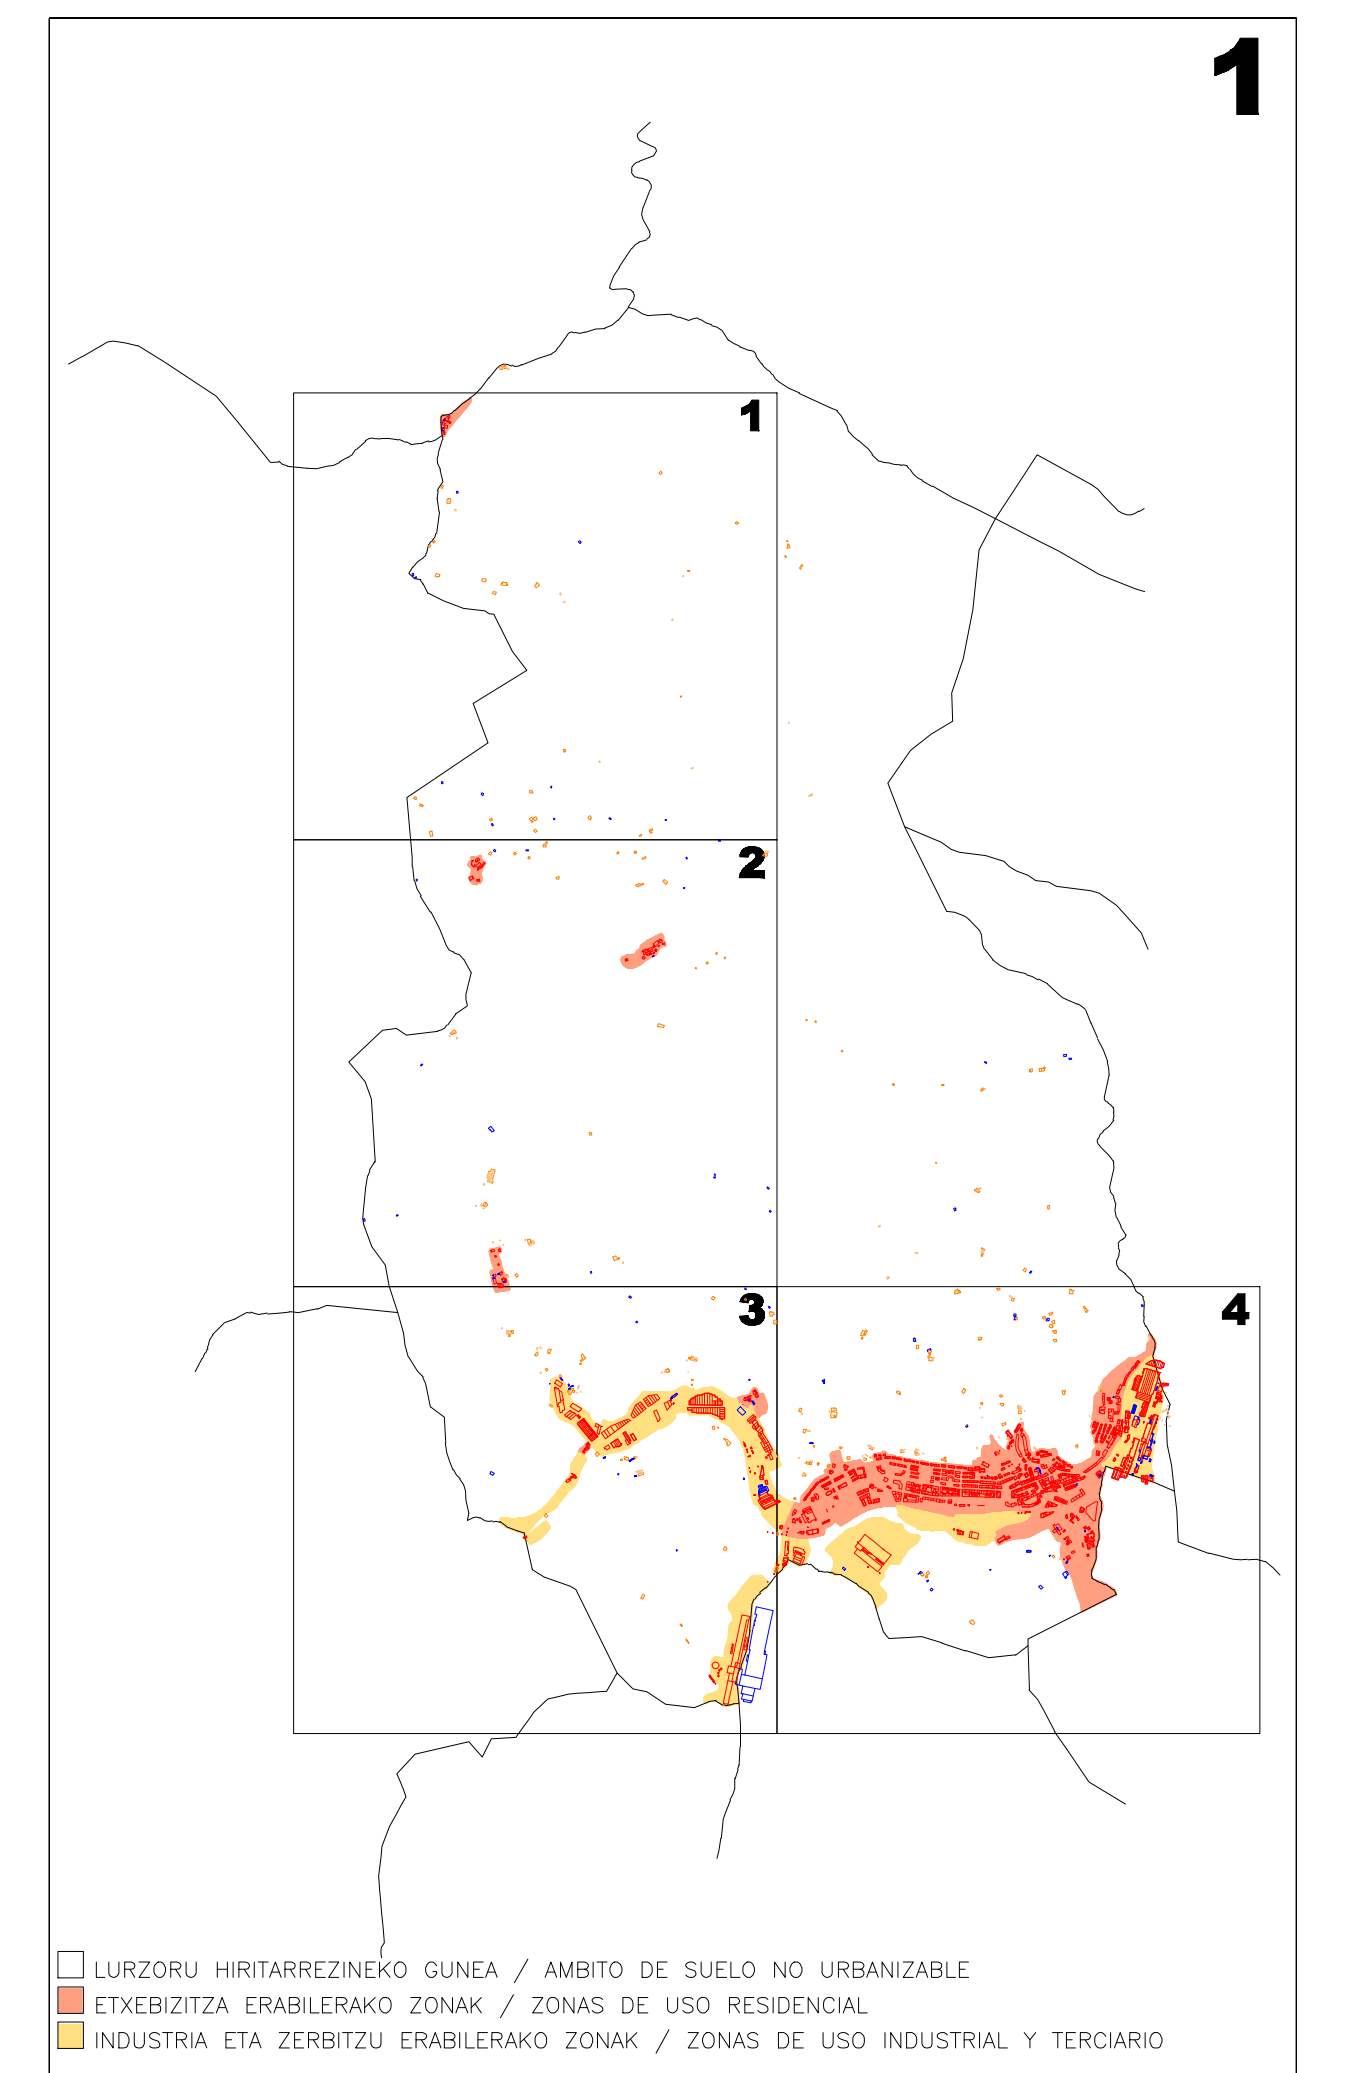 1
1
2
3
4
LURZORU HIRITARREZINEKO GUNEA / AMBITO DE SUELO NO URBANIZABLE
ETXEBIZITZA ERABILERAKO ZONAK / ZONAS DE USO RESIDENCIAL
INDUSTRIA ETA ZERBITZU ERABILERAKO ZONAK / ZONAS DE USO INDUSTRIAL Y TERCIARIO